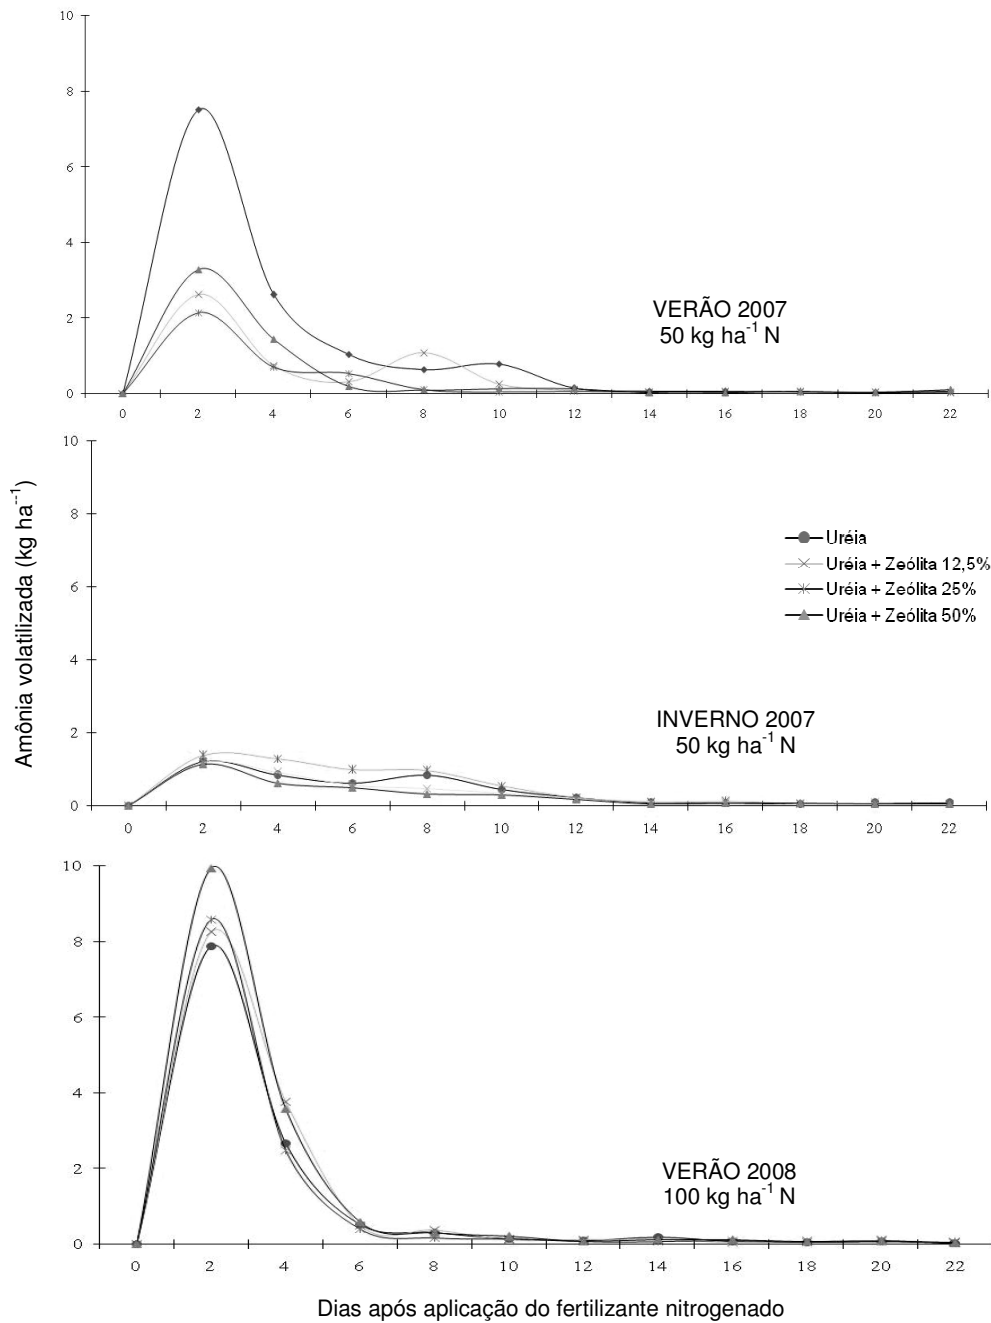 10
8
6
4
2
0
0 2 4 6 8 10 12 14 16 18 20 22
VERÃO 2007
50 kg ha⁻¹ N
Amônia volatilizada (kg ha⁻⁻¹)
10
8
6
4
2
0
0 2 4 6 8 10 12 14 16 18 20 22
Uréia
Uréia + Zeólita 12,5%
Uréia + Zeólita 25%
Uréia + Zeólita 50%
INVERNO 2007
50 kg ha⁻¹ N
10
8
6
4
2
0
0 2 4 6 8 10 12 14 16 18 20 22
VERÃO 2008
100 kg ha⁻¹ N
Dias após aplicação do fertilizante nitrogenado